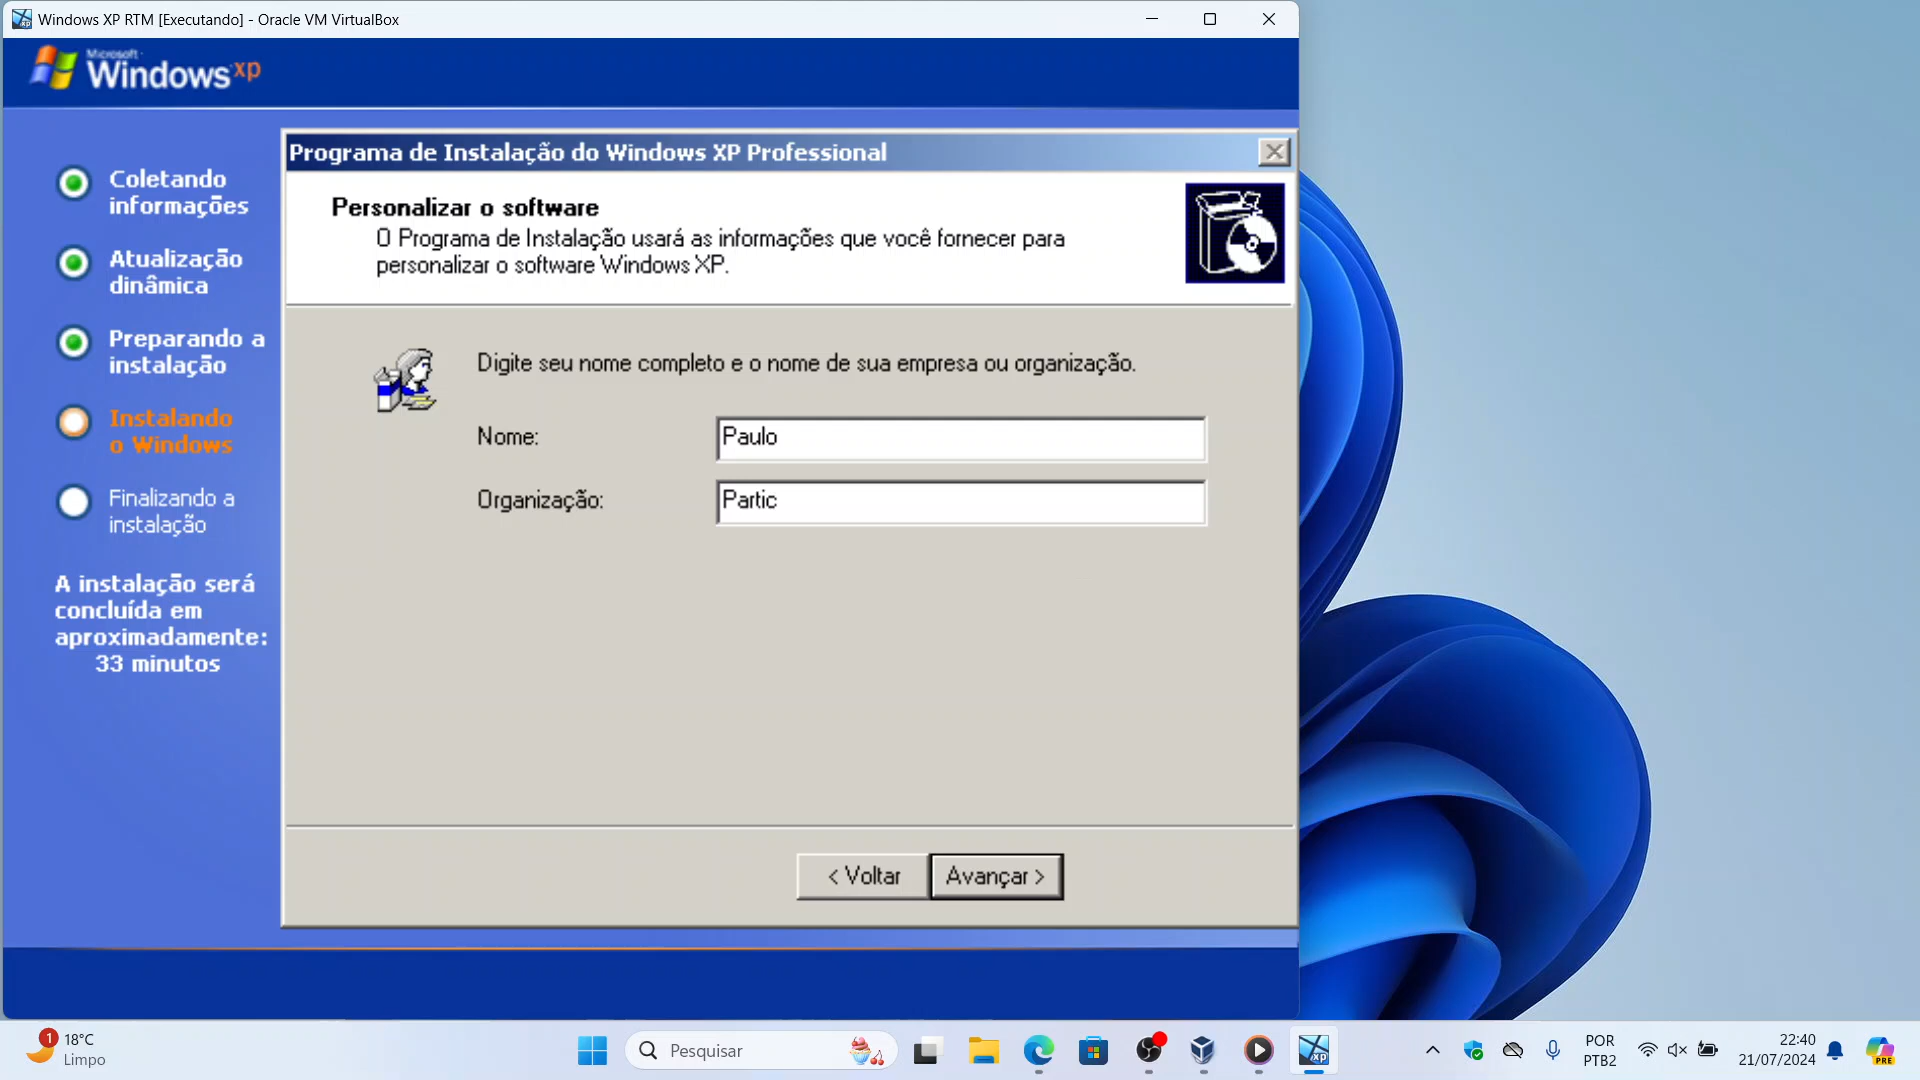 Windows XP RTM [Executando] - Oracle VM VirtualBox
Microsoft
Windows xp
Coletando
informações
Atualização
dinâmica
Preparando a
instalação
Instalando
o Windows
Finalizando a
instalação
A instalação será
concluída em
aproximadamente:
33 minutos
Programa de Instalação do Windows XP Professional
Personalizar o software
O Programa de Instalação usará as informações que você fornecer para
personalizar o software Windows XP.
Digite seu nome completo e o nome de sua empresa ou organização.
Nome:
Paulo
Organização:
Partic
< Voltar
Avançar >
1
18°C
Limpo
Pesquisar
xp
POR
PTB2
22:40
21/07/2024
PRE